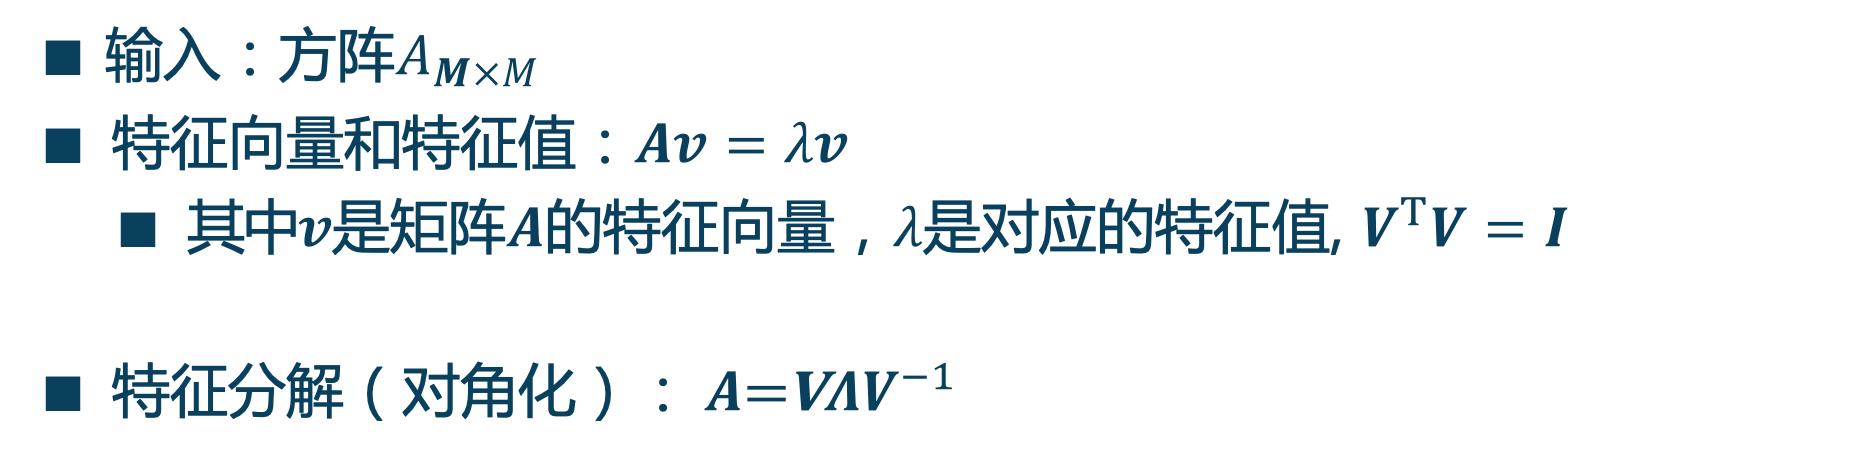 ■ 输入：方阵A_{M×M}
■ 特征向量和特征值：Av = λv
■ 其中v是矩阵A的特征向量，λ是对应的特征值, VᵀV = I
■ 特征分解（对角化）： A=VΛV⁻¹